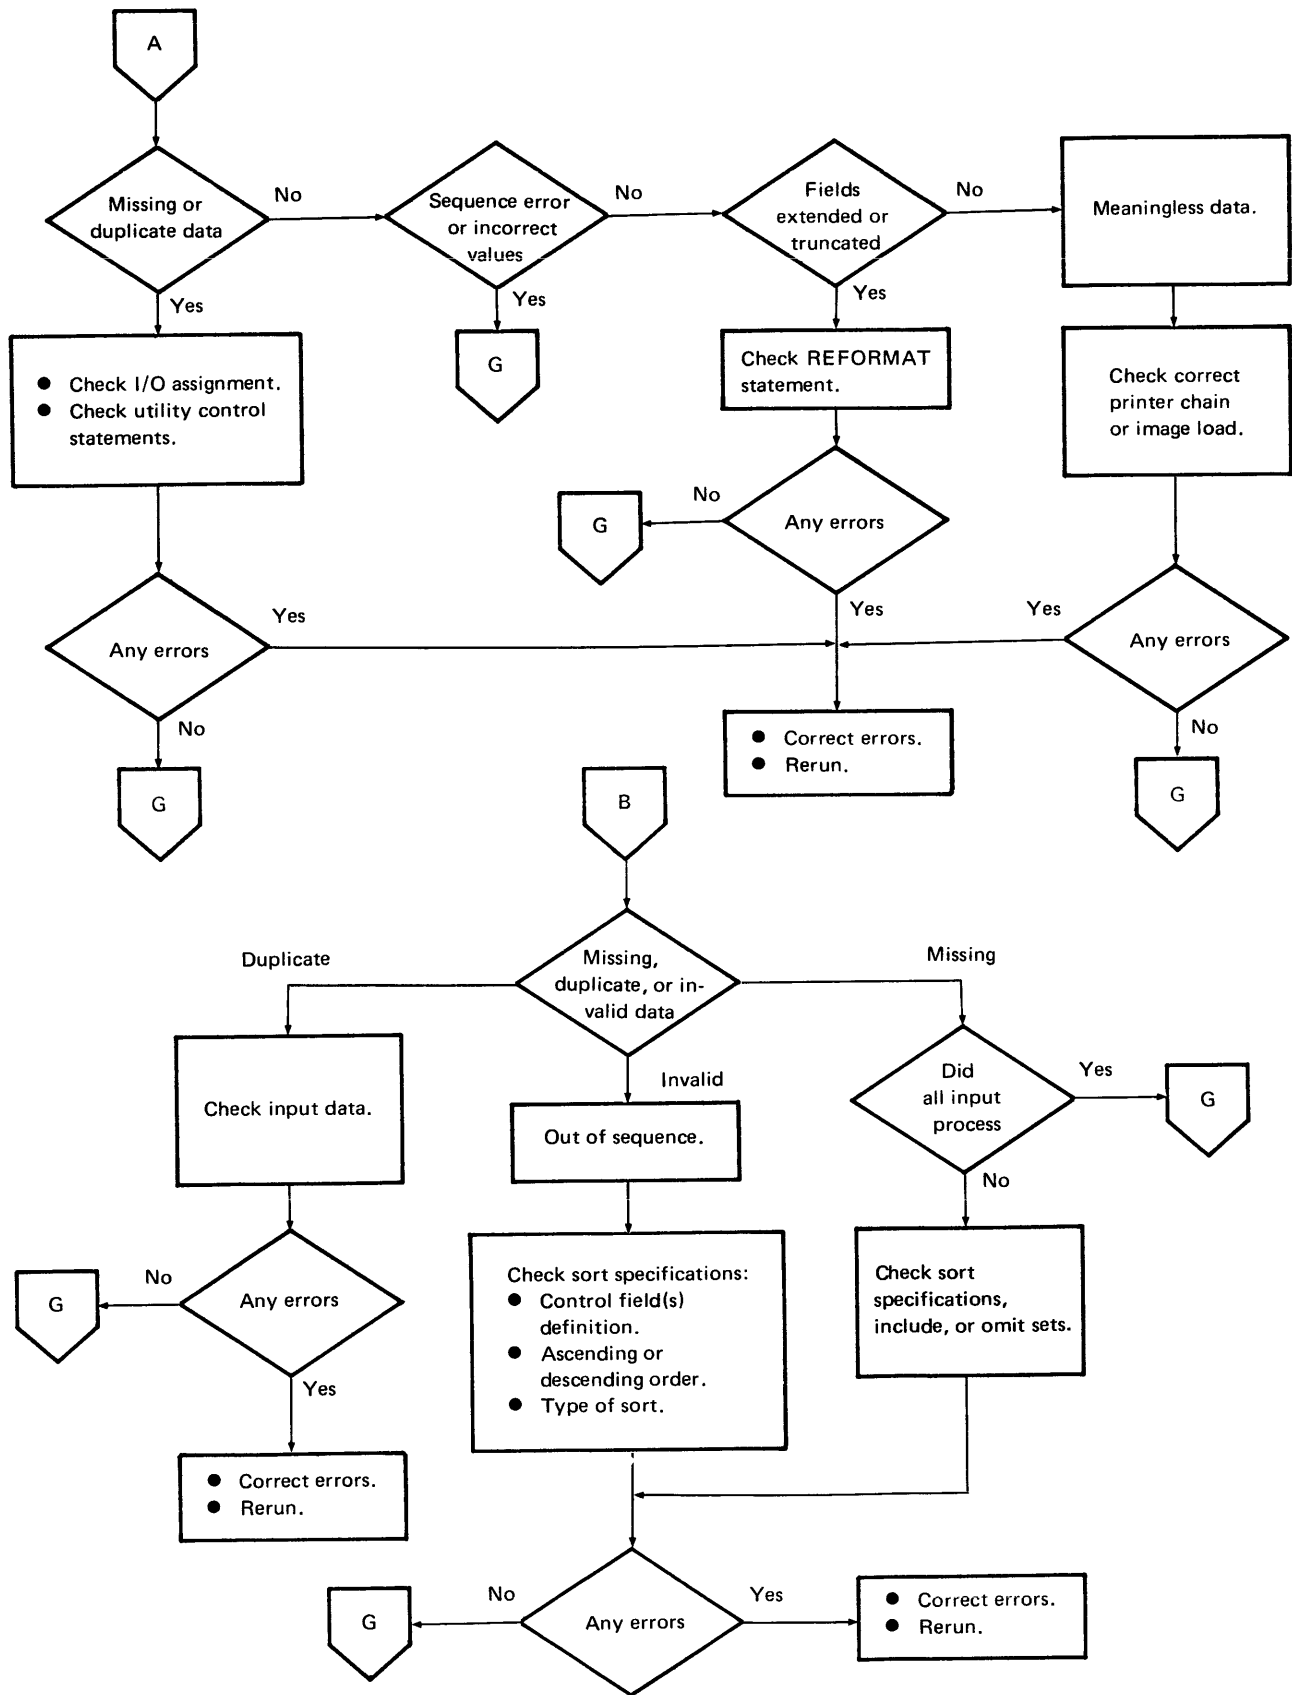 A
Missing or
duplicate data
No
Sequence error
or incorrect
values
No
Fields
extended or
truncated
No
Meaningless data.
Yes
Yes
Yes
● Check I/O assignment.
● Check utility control
statements.
G
Check REFORMAT
statement.
Check correct
printer chain
or image load.
No
G
Any errors
Any errors
Yes
Yes
Yes
Any errors
No
G
● Correct errors.
● Rerun.
No
G
B
Missing,
duplicate, or in-
valid data
Duplicate
Missing
Invalid
Check input data.
Out of sequence.
Did
all input
process
Yes
G
No
No
G
Any errors
Yes
Check sort specifications:
● Control field(s)
definition.
● Ascending or
descending order.
● Type of sort.
Check sort
specifications,
include, or omit sets.
● Correct errors.
● Rerun.
No
G
Any errors
Yes
● Correct errors.
● Rerun.